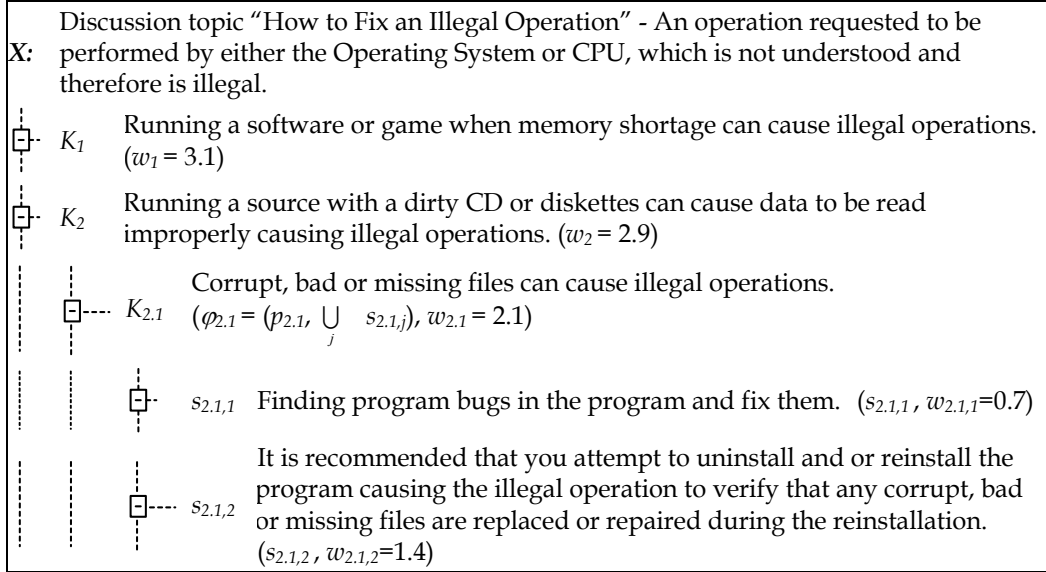 Discussion topic “How to Fix an Illegal Operation” - An operation requested to be
X: performed by either the Operating System or CPU, which is not understood and
therefore is illegal.
K1 Running a software or game when memory shortage can cause illegal operations.
(w1 = 3.1)
K2 Running a source with a dirty CD or diskettes can cause data to be read
improperly causing illegal operations. (w2 = 2.9)
Corrupt, bad or missing files can cause illegal operations.
K2.1 (φ2.1 = (p2.1, ⋃j s2.1,j), w2.1 = 2.1)
s2.1,1 Finding program bugs in the program and fix them. (s2.1,1 , w2.1,1=0.7)
It is recommended that you attempt to uninstall and or reinstall the
program causing the illegal operation to verify that any corrupt, bad
s2.1,2 or missing files are replaced or repaired during the reinstallation.
(s2.1,2 , w2.1,2=1.4)